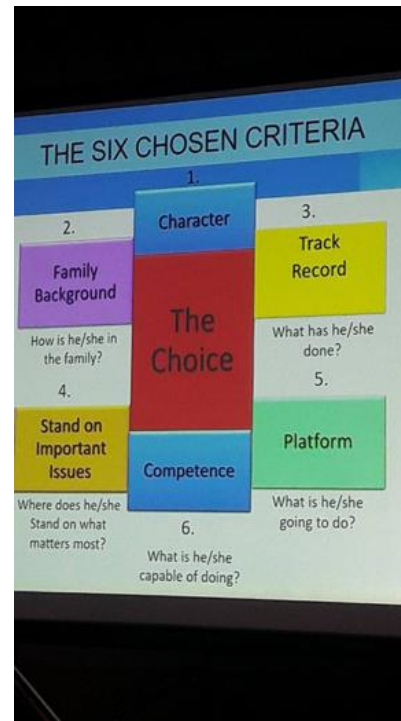 THE SIX CHOSEN CRITERIA
1.
Character
2.
Family
Background
How is he/she in
the family?
3.
Track
Record
What has he/she
done?
The
Choice
4.
Stand on
Important
Issues
Where does he/she
Stand on what
matters most?
5.
Platform
What is he/she
going to do?
Competence
6.
What is he/she
capable of doing?